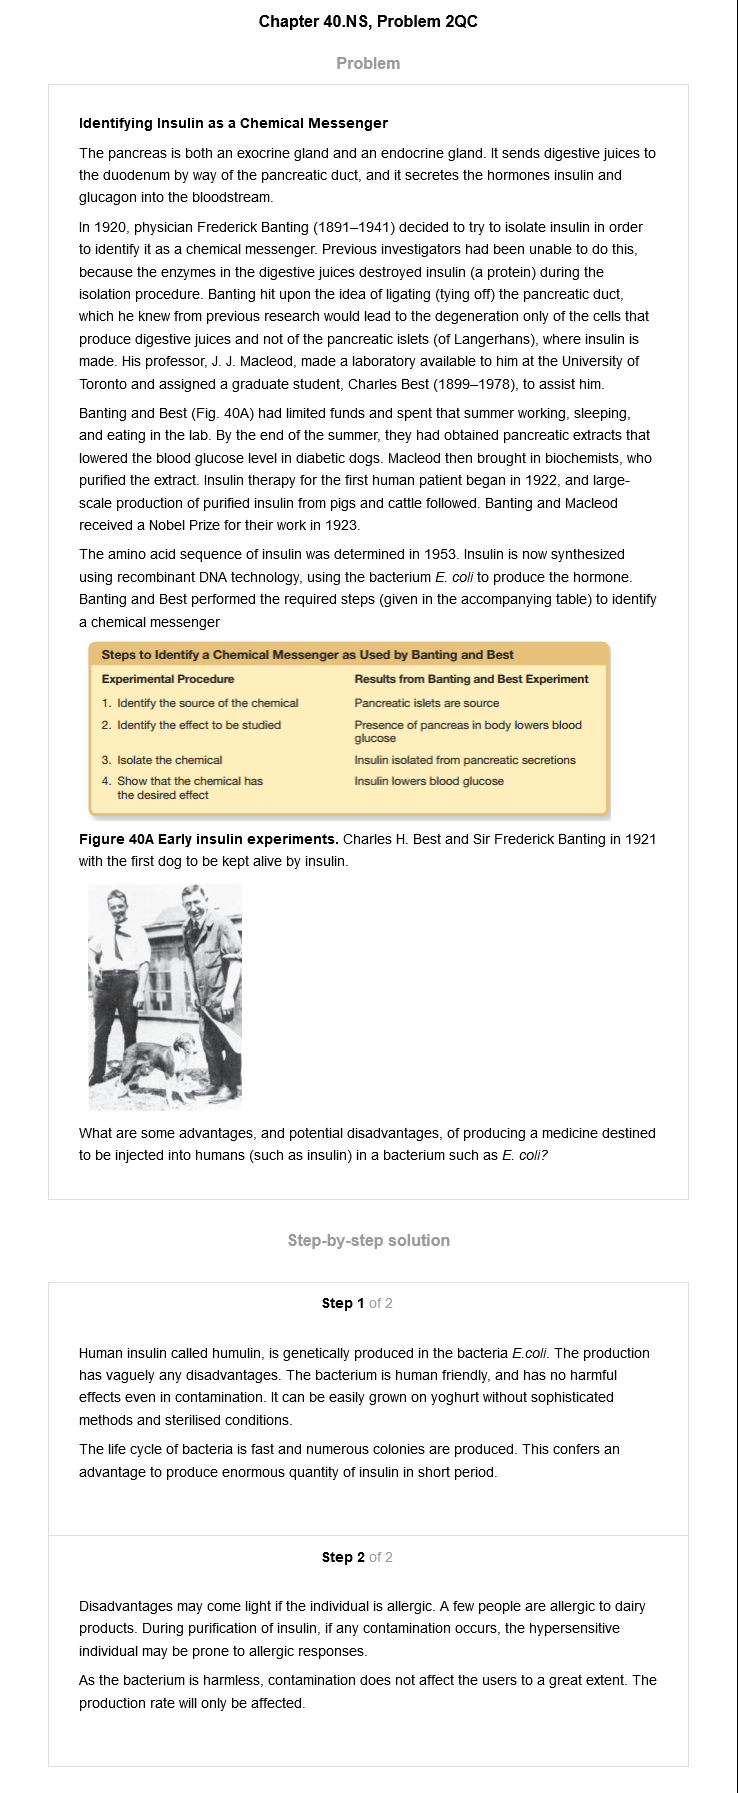 Chapter 40.NS, Problem 2QC
Problem
Identifying Insulin as a Chemical Messenger
The pancreas is both an exocrine gland and an endocrine gland. It sends digestive juices to
the duodenum by way of the pancreatic duct, and it secretes the hormones insulin and
glucagon into the bloodstream.
In 1920, physician Frederick Banting (1891–1941) decided to try to isolate insulin in order
to identify it as a chemical messenger. Previous investigators had been unable to do this,
because the enzymes in the digestive juices destroyed insulin (a protein) during the
isolation procedure. Banting hit upon the idea of ligating (tying off) the pancreatic duct,
which he knew from previous research would lead to the degeneration only of the cells that
produce digestive juices and not of the pancreatic islets (of Langerhans), where insulin is
made. His professor, J. J. Macleod, made a laboratory available to him at the University of
Toronto and assigned a graduate student, Charles Best (1899–1978), to assist him.
Banting and Best (Fig. 40A) had limited funds and spent that summer working, sleeping,
and eating in the lab. By the end of the summer, they had obtained pancreatic extracts that
lowered the blood glucose level in diabetic dogs. Macleod then brought in biochemists, who
purified the extract. Insulin therapy for the first human patient began in 1922, and large-
scale production of purified insulin from pigs and cattle followed. Banting and Macleod
received a Nobel Prize for their work in 1923.
The amino acid sequence of insulin was determined in 1953. Insulin is now synthesized
using recombinant DNA technology, using the bacterium E. coli to produce the hormone.
Banting and Best performed the required steps (given in the accompanying table) to identify
a chemical messenger
Steps to Identify a Chemical Messenger as Used by Banting and Best
Experimental Procedure Results from Banting and Best Experiment
1. Identify the source of the chemical Pancreatic islets are source
2. Identify the effect to be studied Presence of pancreas in body lowers blood
glucose
3. Isolate the chemical Insulin isolated from pancreatic secretions
4. Show that the chemical has Insulin lowers blood glucose
the desired effect
Figure 40A Early insulin experiments. Charles H. Best and Sir Frederick Banting in 1921
with the first dog to be kept alive by insulin.
What are some advantages, and potential disadvantages, of producing a medicine destined
to be injected into humans (such as insulin) in a bacterium such as E. coli?
Step-by-step solution
Step 1 of 2
Human insulin called humulin, is genetically produced in the bacteria E.coli. The production
has vaguely any disadvantages. The bacterium is human friendly, and has no harmful
effects even in contamination. It can be easily grown on yoghurt without sophisticated
methods and sterilised conditions.
The life cycle of bacteria is fast and numerous colonies are produced. This confers an
advantage to produce enormous quantity of insulin in short period.
Step 2 of 2
Disadvantages may come light if the individual is allergic. A few people are allergic to dairy
products. During purification of insulin, if any contamination occurs, the hypersensitive
individual may be prone to allergic responses.
As the bacterium is harmless, contamination does not affect the users to a great extent. The
production rate will only be affected.